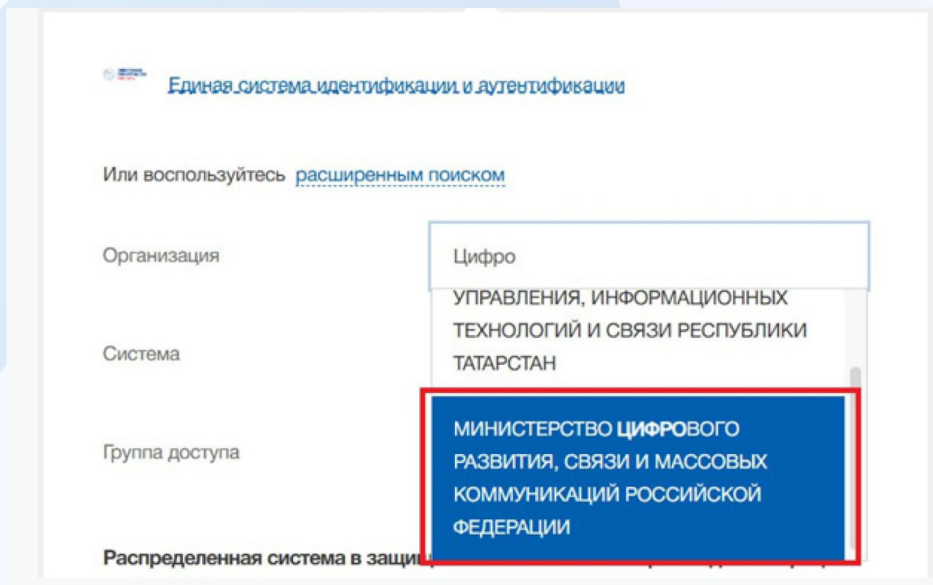 Единая система идентификации и аутентификации
Или воспользуйтесь расширенным поиском
Организация
Цифро
УПРАВЛЕНИЯ, ИНФОРМАЦИОННЫХ
ТЕХНОЛОГИЙ И СВЯЗИ РЕСПУБЛИКИ
ТАТАРСТАН
Система
МИНИСТЕРСТВО ЦИФРОВОГО
РАЗВИТИЯ, СВЯЗИ И МАССОВЫХ
КОММУНИКАЦИЙ РОССИЙСКОЙ
ФЕДЕРАЦИИ
Группа доступа
Распределенная система в